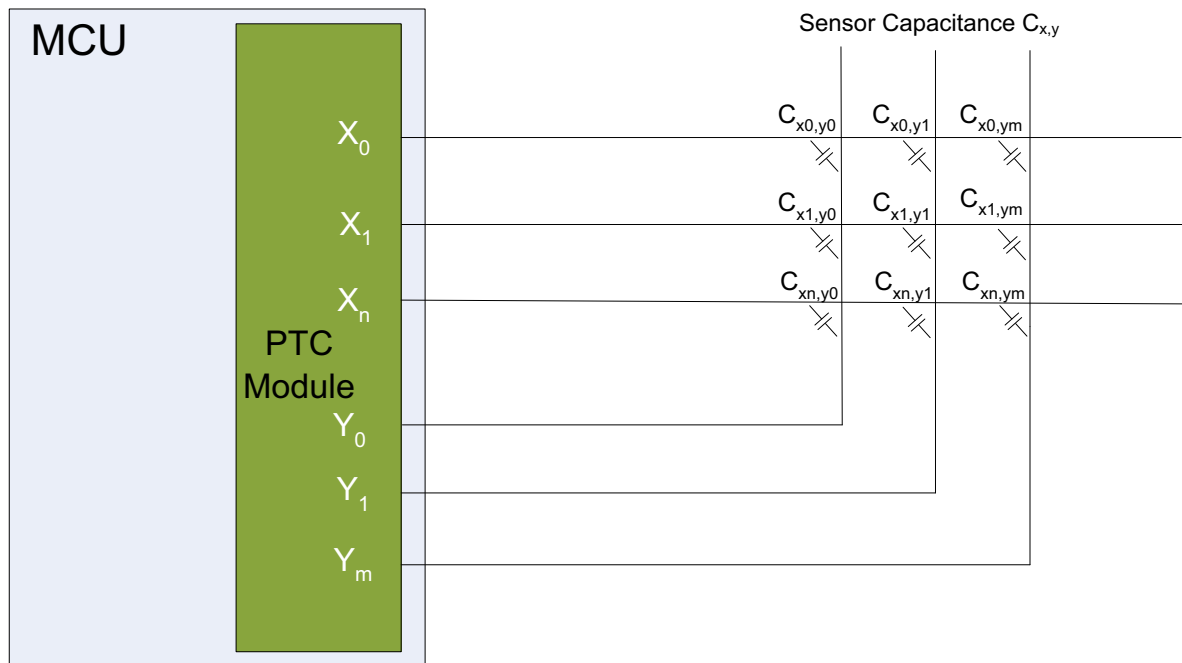 MCU
Sensor Capacitance Cx,y
X0
Cx0,y0 Cx0,y1 Cx0,ym
X1
Cx1,y0 Cx1,y1 Cx1,ym
Xn
Cxn,y0 Cxn,y1 Cxn,ym
PTC
Module
Y0
Y1
Ym